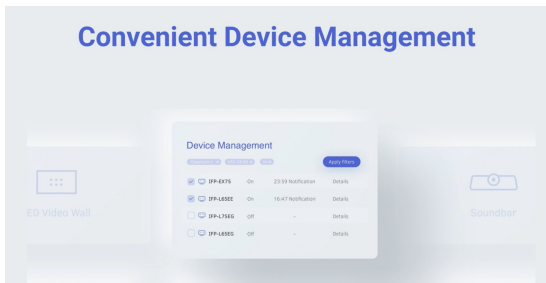 Convenient Device Management
Device Management
Apply filters
IFP-EX75 On 23:59 Notification Details
IFP-L65EE On 16:47 Notification Details
IFP-L75EG Off - Details
IFP-L65EG Off - Details
ED Video Wall
Soundbar